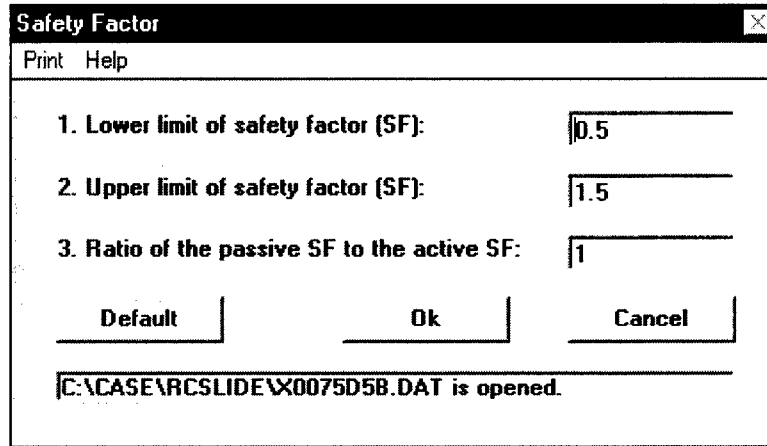 Safety Factor
Print Help
1. Lower limit of safety factor (SF): 0.5
2. Upper limit of safety factor (SF): 1.5
3. Ratio of the passive SF to the active SF: 1
Default Ok Cancel
C:\CASE\RCSLIDE\X0075D5B.DAT is opened.